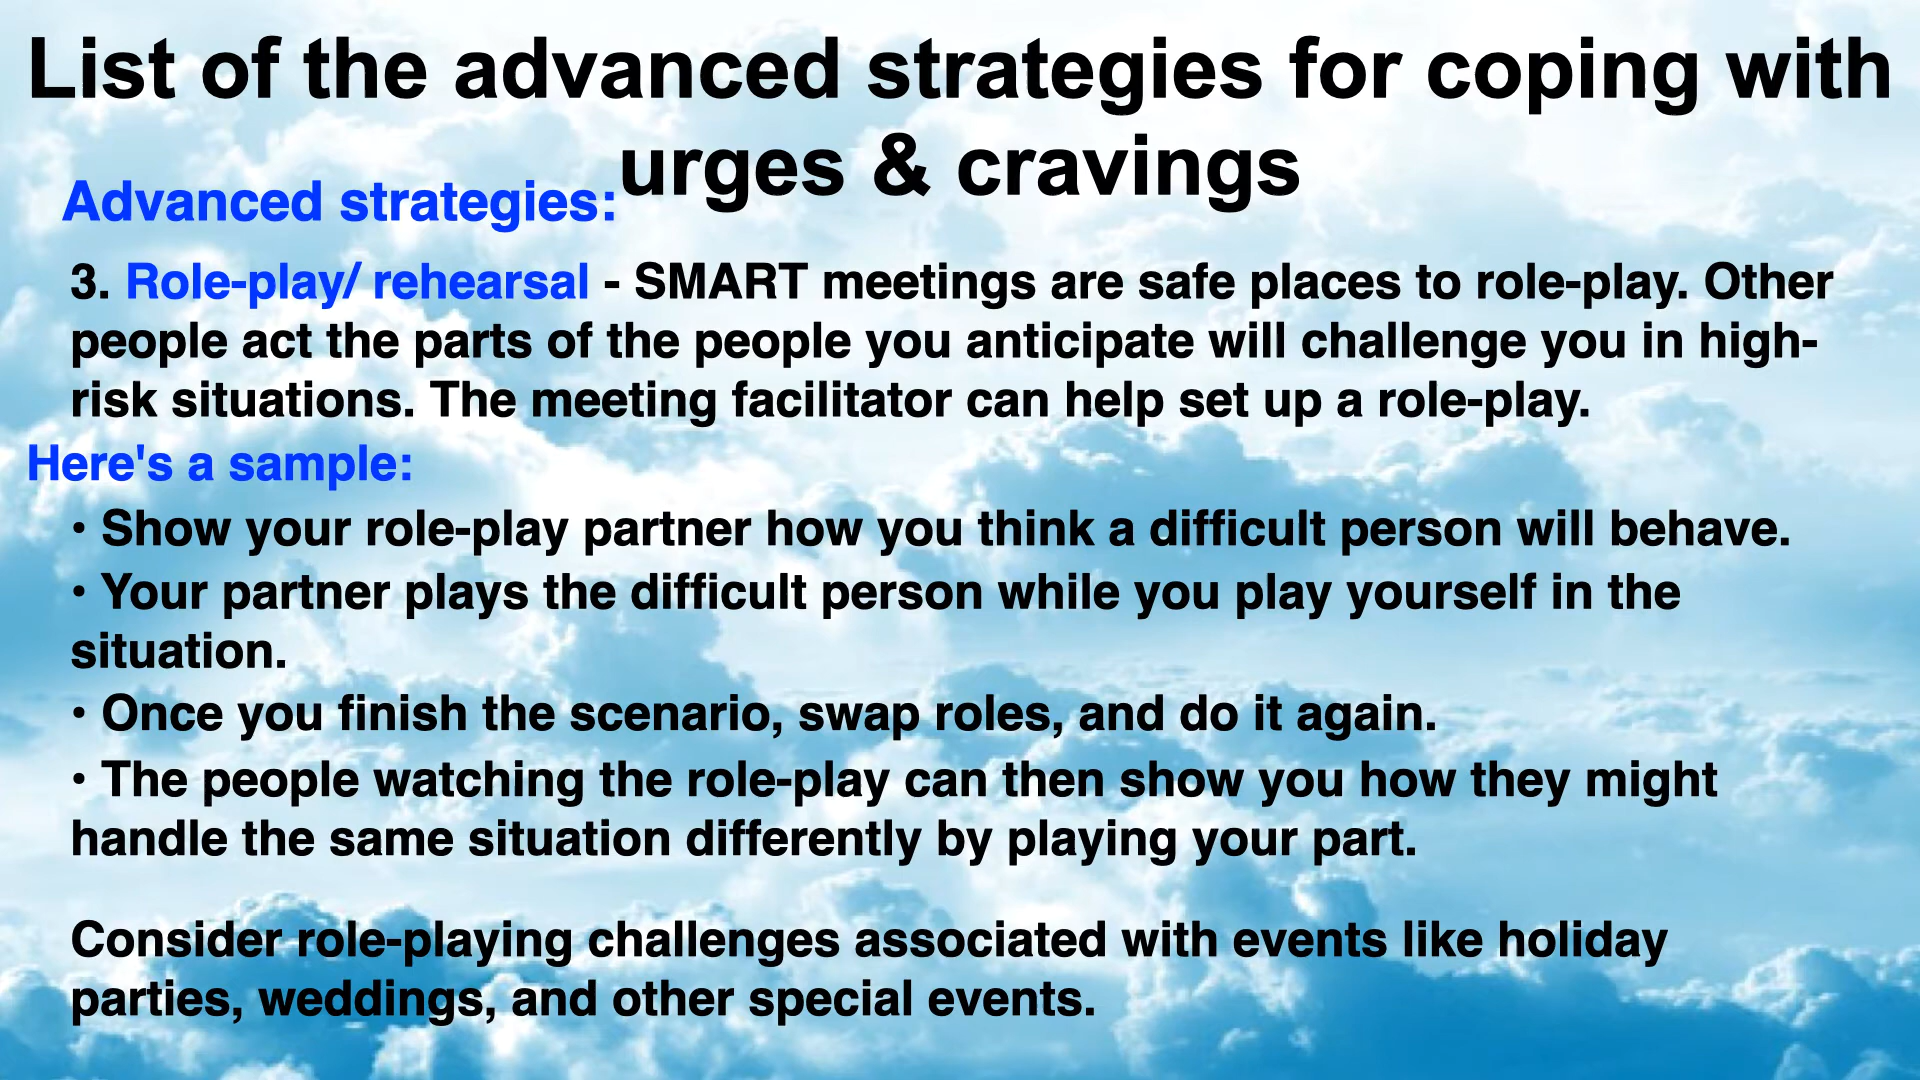 List of the advanced strategies for coping with
urges & cravings
Advanced strategies:
3. Role-play/ rehearsal - SMART meetings are safe places to role-play. Other
people act the parts of the people you anticipate will challenge you in high-
risk situations. The meeting facilitator can help set up a role-play.
Here's a sample:
• Show your role-play partner how you think a difficult person will behave.
• Your partner plays the difficult person while you play yourself in the
situation.
• Once you finish the scenario, swap roles, and do it again.
• The people watching the role-play can then show you how they might
handle the same situation differently by playing your part.
Consider role-playing challenges associated with events like holiday
parties, weddings, and other special events.